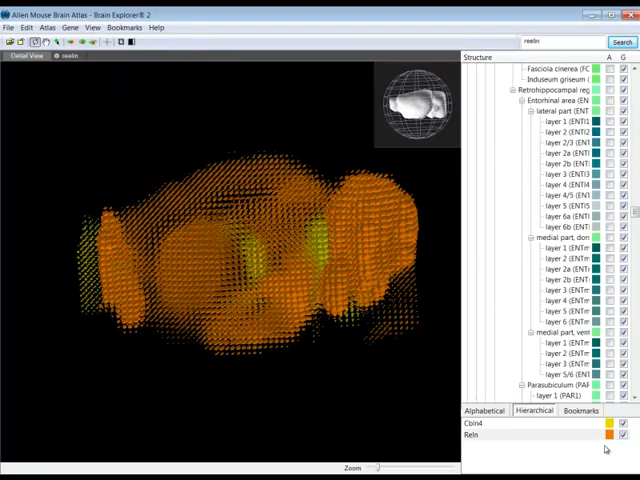 Allen Mouse Brain Atlas - Brain Explorer® 2
File Edit Atlas Gene View Bookmarks Help
reelin
Search
Detail View
reelin
Structure A G
Fasciola cinerea (FC
Induseum griseum (
Retrohippocampal reg
Entorhinal area (EN
lateral part (ENT
layer 1 (ENTl1
layer 2 (ENTl2
layer 2/3 (ENTl
layer 2a (ENTl
layer 2b (ENTl
layer 3 (ENTl3
layer 4 (ENTl4
layer 4/5 (ENTl
layer 5 (ENTl5
layer 6a (ENTl
layer 6b (ENTl
medial part, dor
layer 1 (ENTm
layer 2 (ENTm
layer 2a (ENTm
layer 2b (ENTm
layer 3 (ENTm
layer 4 (ENTm
layer 5 (ENTm
layer 6 (ENTm
medial part, vent
layer 1 (ENTm
layer 2 (ENTm
layer 3 (ENTm
layer 5/6 (ENT
Parasubiculum (PAR
layer 1 (PAR1)
Alphabetical Hierarchical Bookmarks
Cbln4
Reln
Zoom